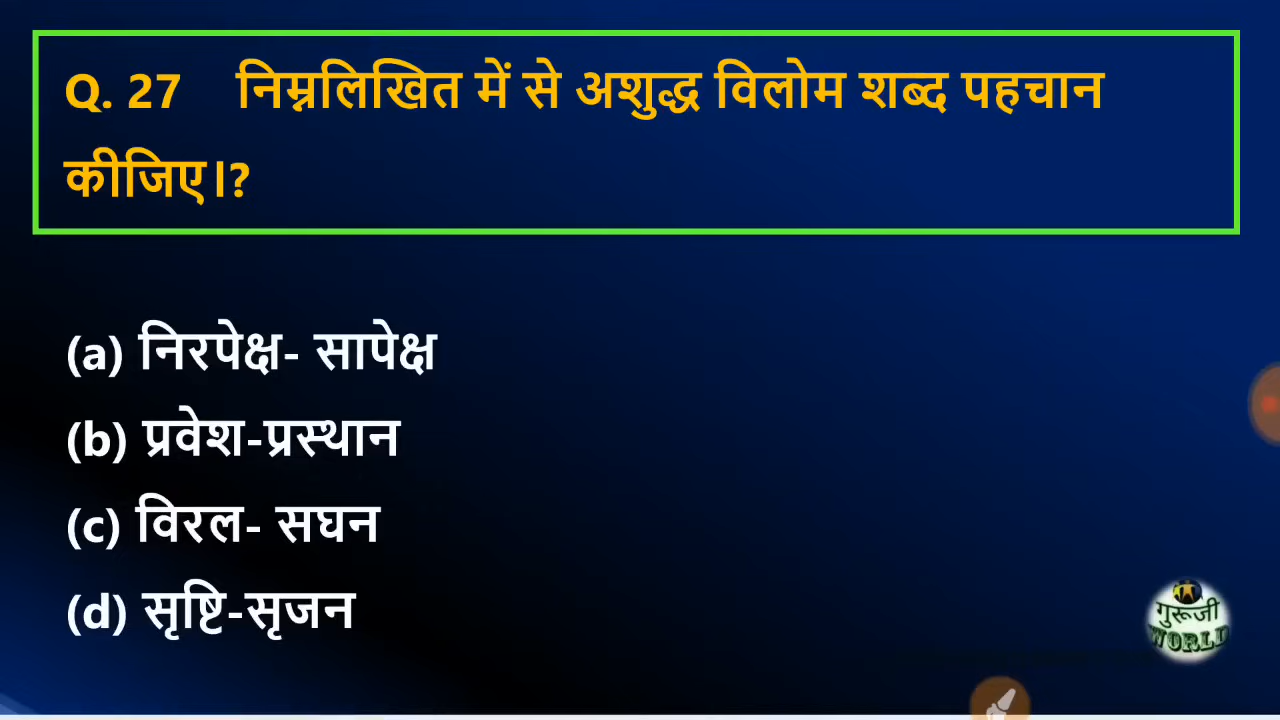 Q. 27 निम्नलिखित में से अशुद्ध विलोम शब्द पहचान
कीजिए।?
(a) निरपेक्ष- सापेक्ष
(b) प्रवेश-प्रस्थान
(c) विरल- सघन
(d) सृष्टि-सृजन
गुरूजी
WORLD